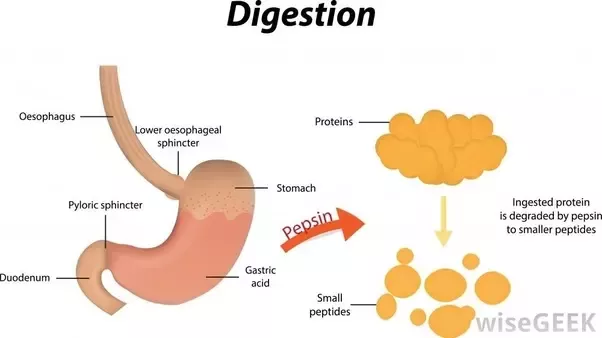 Digestion
Oesophagus
Lower oesophageal
sphincter
Pyloric sphincter
Stomach
Duodenum
Gastric
acid
Pepsin
Proteins
Ingested protein
is degraded by pepsin
to smaller peptides
Small
peptides
wiseGEEK